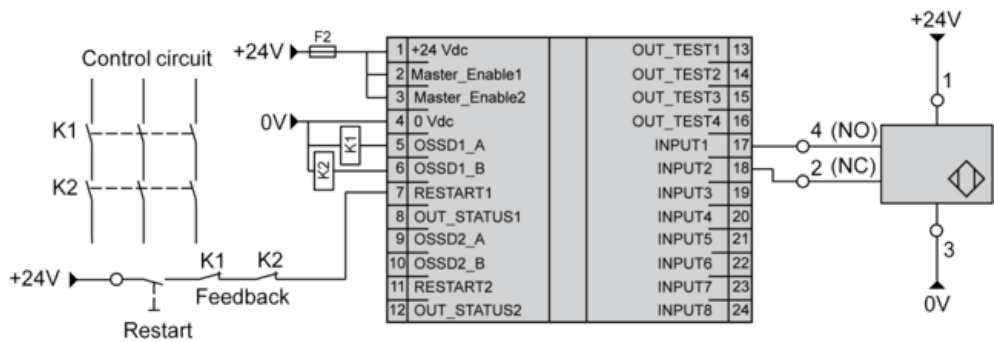 Control circuit
K1
K2
+24V
K1
K2
Feedback
Restart
+24V
F2
0V
K1
K2
1 +24 Vdc
2 Master_Enable1
3 Master_Enable2
4 0 Vdc
5 OSSD1_A
6 OSSD1_B
7 RESTART1
8 OUT_STATUS1
9 OSSD2_A
10 OSSD2_B
11 RESTART2
12 OUT_STATUS2
OUT_TEST1 13
OUT_TEST2 14
OUT_TEST3 15
OUT_TEST4 16
INPUT1 17
INPUT2 18
INPUT3 19
INPUT4 20
INPUT5 21
INPUT6 22
INPUT7 23
INPUT8 24
+24V
1
4 (NO)
2 (NC)
3
0V